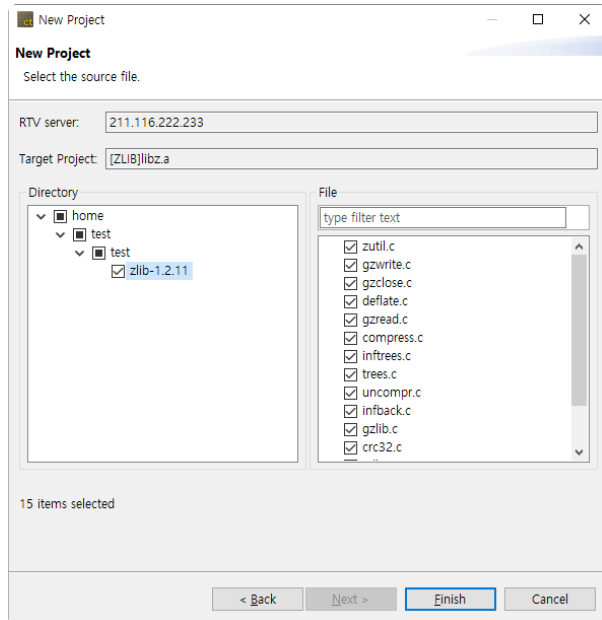 ct New Project
New Project
Select the source file.
RTV server: 211.116.222.233
Target Project: [ZLIB]libz.a
Directory
home
test
test
zlib-1.2.11
File
type filter text
zutil.c
gzwrite.c
gzclose.c
deflate.c
gzread.c
compress.c
inftrees.c
trees.c
uncompr.c
infback.c
gzlib.c
crc32.c
15 items selected
< Back Next > Finish Cancel